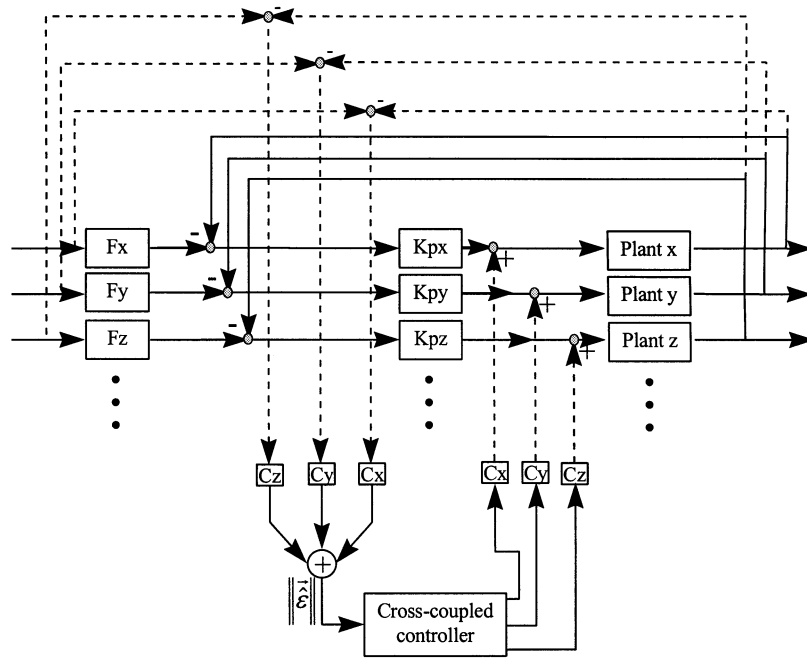 -
-
-
Fx - Kpx + Plant x
Fy - Kpy + Plant y
Fz - Kpz + Plant z
Cz Cy Cx Cx Cy Cz
+
‖ε̂⃗‖
Cross-coupled
controller